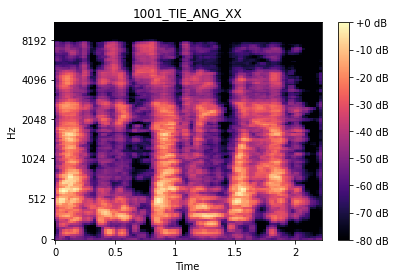 1001_TIE_ANG_XX
+0 dB
8192
-10 dB
4096
-20 dB
-30 dB
2048
Hz
-40 dB
1024
-50 dB
512
-60 dB
-70 dB
0
-80 dB
0 0.5 1 1.5 2
Time